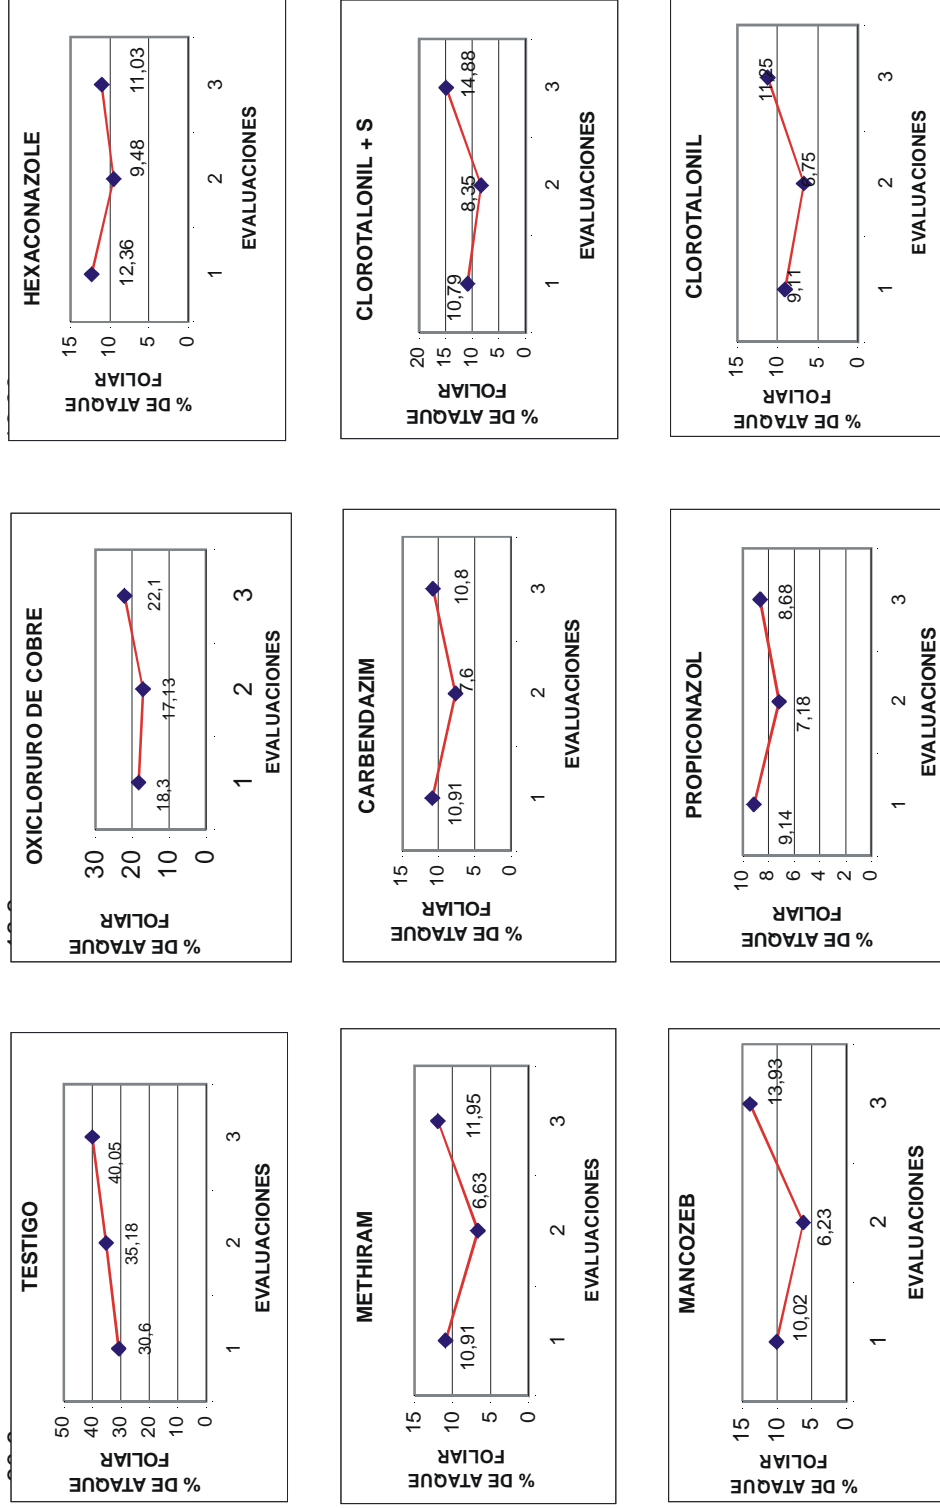 TESTIGO
% DE ATAQUE
FOLIAR
50
40
30
20
10
0
30,6
35,18
40,05
1
2
3
EVALUACIONES
OXICLORURO DE COBRE
% DE ATAQUE
FOLIAR
30
20
10
0
18,3
17,13
22,1
1
2
3
EVALUACIONES
HEXACONAZOLE
% DE ATAQUE
FOLIAR
15
10
5
0
12,36
9,48
11,03
1
2
3
EVALUACIONES
METHIRAM
% DE ATAQUE
FOLIAR
15
10
5
0
10,91
6,63
11,95
1
2
3
EVALUACIONES
CARBENDAZIM
% DE ATAQUE
FOLIAR
15
10
5
0
10,91
7,6
10,8
1
2
3
EVALUACIONES
CLOROTALONIL + S
% DE ATAQUE
FOLIAR
20
15
10
5
0
10,79
8,35
14,88
1
2
3
EVALUACIONES
MANCOZEB
% DE ATAQUE
FOLIAR
15
10
5
0
10,02
6,23
13,93
1
2
3
EVALUACIONES
PROPICONAZOL
% DE ATAQUE
FOLIAR
10
8
6
4
2
0
9,14
7,18
8,68
1
2
3
EVALUACIONES
CLOROTALONIL
% DE ATAQUE
FOLIAR
15
10
5
0
9,11
6,75
11,25
1
2
3
EVALUACIONES